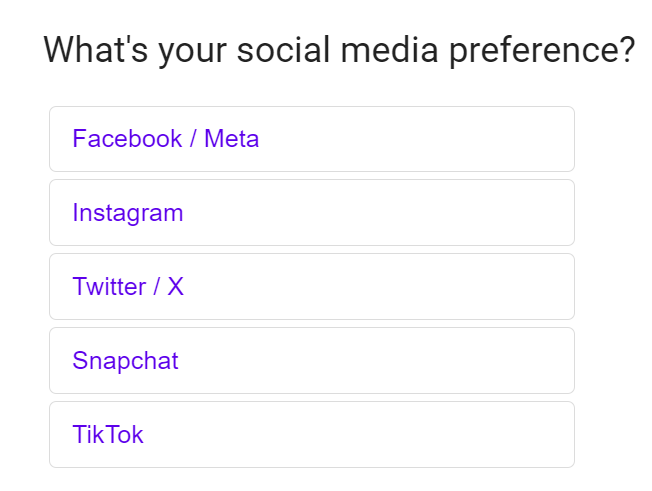 What's your social media preference?
Facebook / Meta
Instagram
Twitter / X
Snapchat
TikTok